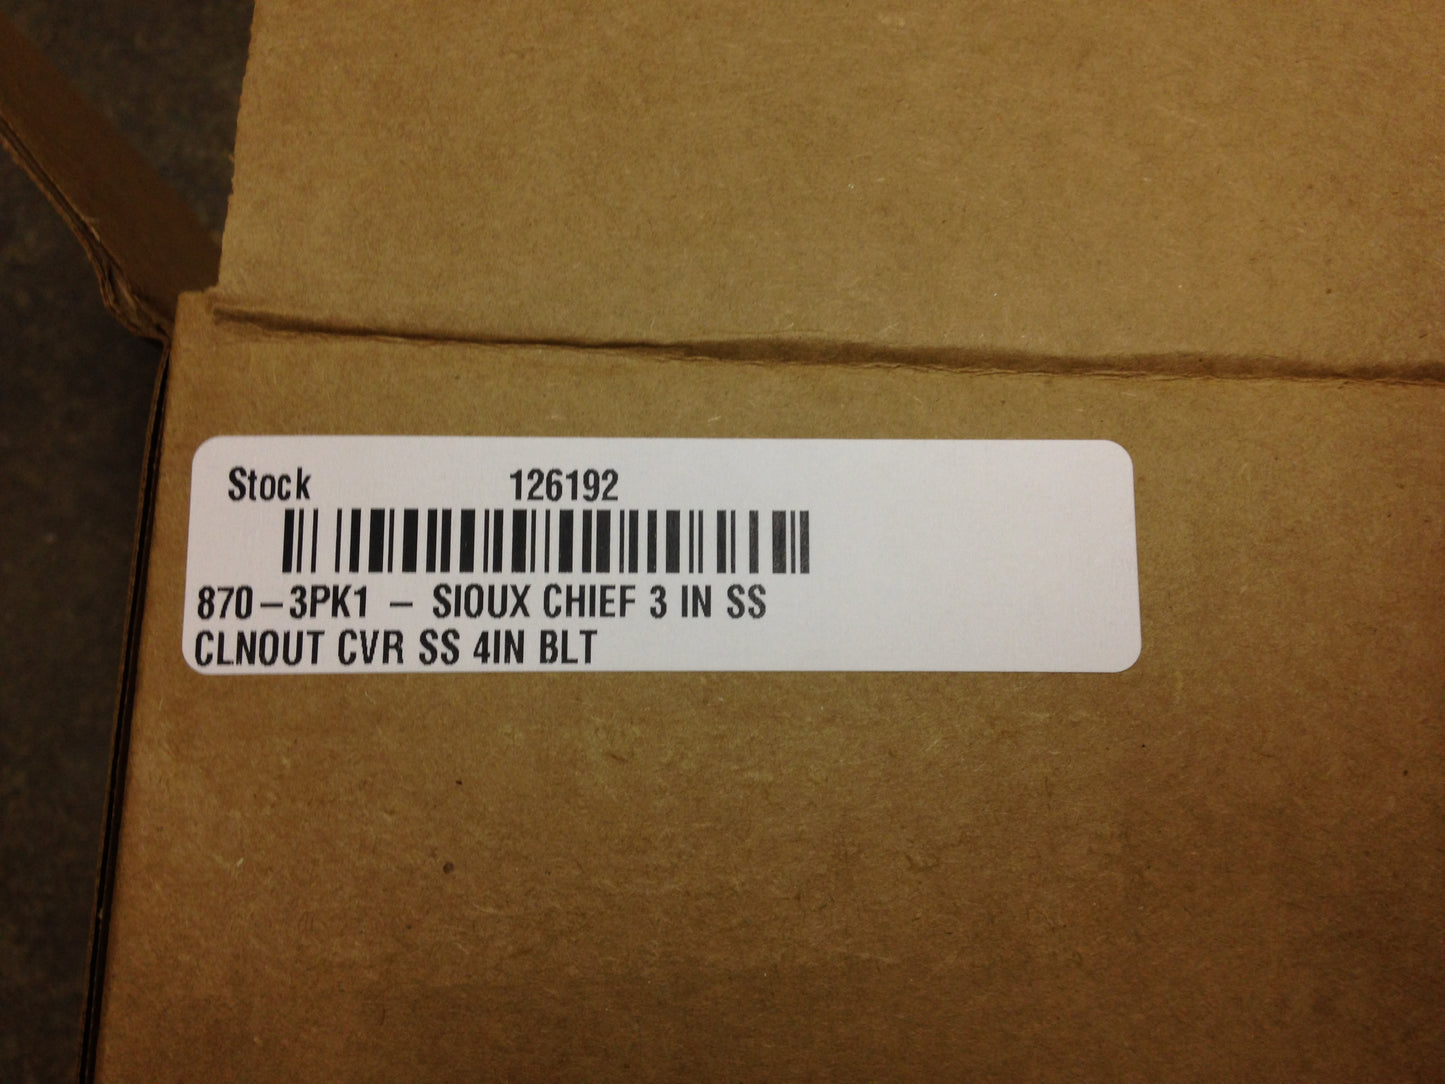 Stock 126192
870-3PK1 - SIOUX CHIEF 3 IN SS
CLNOUT CVR SS 4IN BLT